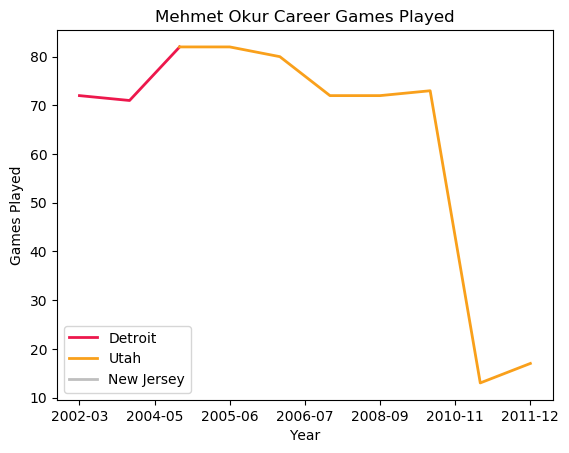 Mehmet Okur Career Games Played
Games Played
80
70
60
50
40
30
20
10
Detroit
Utah
New Jersey
2002-03 2004-05 2005-06 2006-07 2008-09 2010-11 2011-12
Year